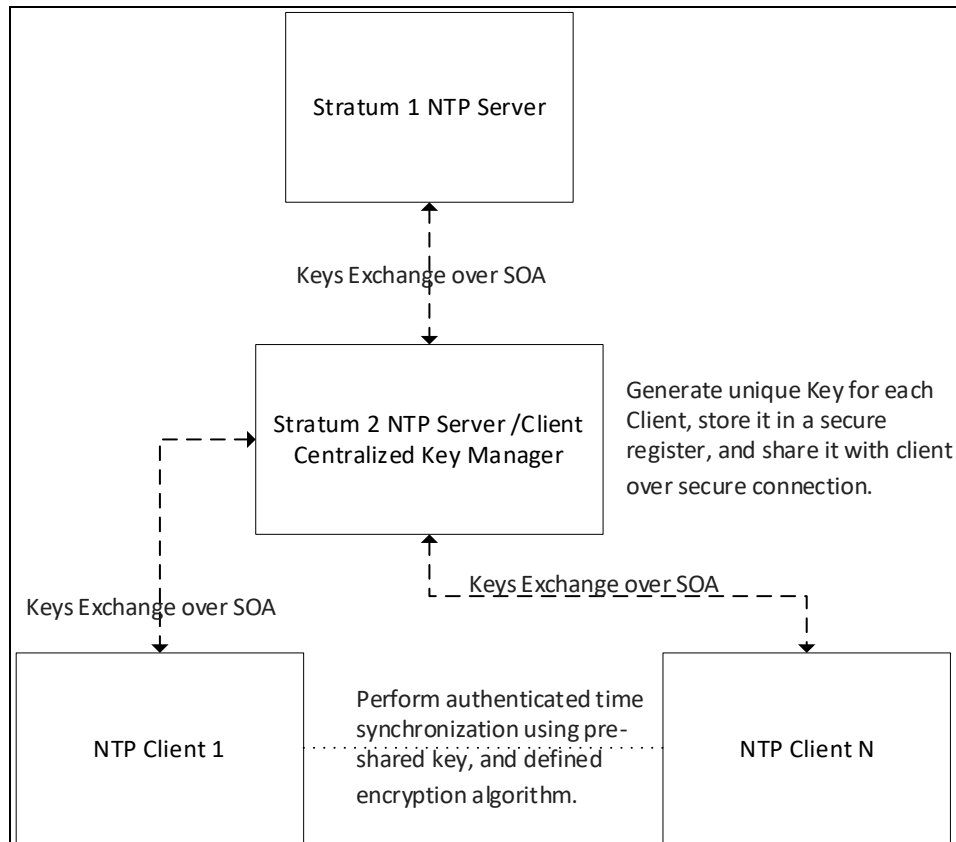 Stratum 1 NTP Server
Keys Exchange over SOA
Stratum 2 NTP Server /Client
Centralized Key Manager
Generate unique Key for each
Client, store it in a secure
register, and share it with client
over secure connection.
Keys Exchange over SOA
Keys Exchange over SOA
NTP Client 1
Perform authenticated time
synchronization using pre-
shared key, and defined
encryption algorithm.
NTP Client N